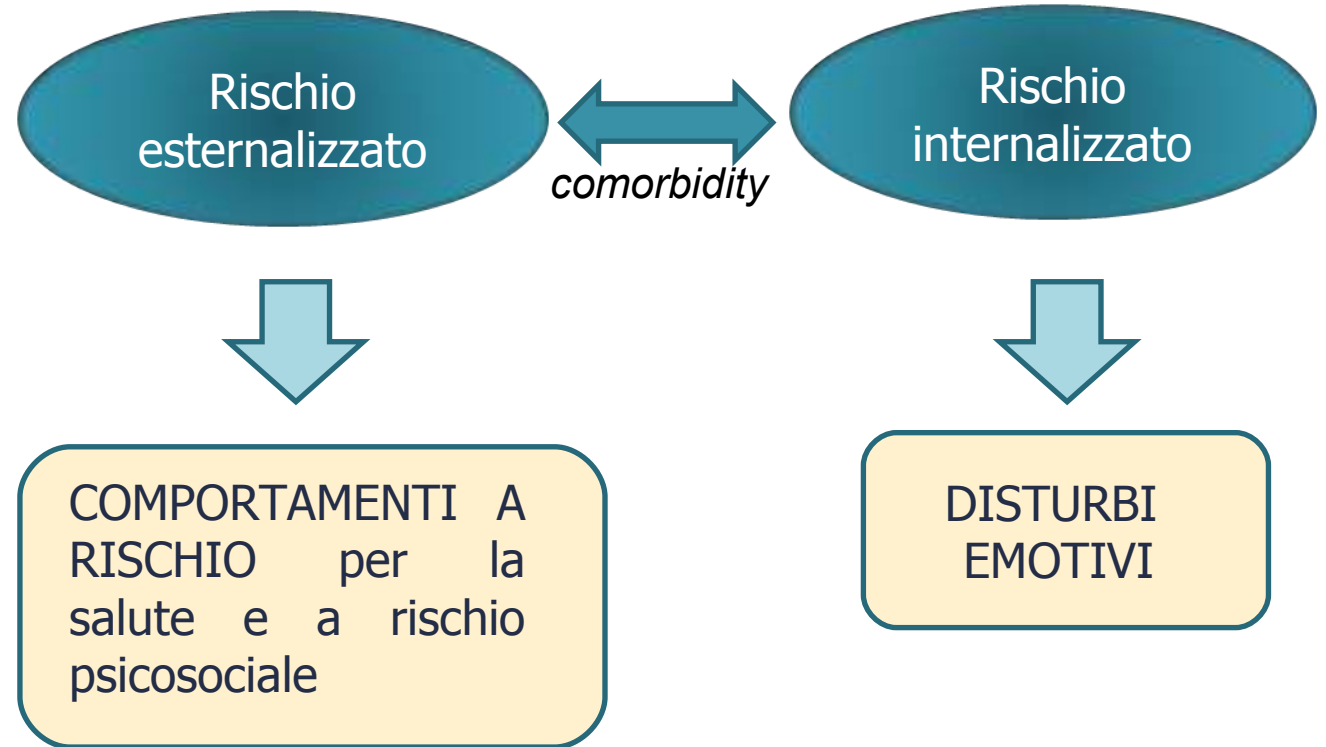 Rischio
esternalizzato
comorbidity
Rischio
internalizzato
COMPORTAMENTI A
RISCHIO per la
salute e a rischio
psicosociale
DISTURBI
EMOTIVI